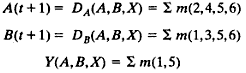 A(t + 1) = D_A(A, B, X) = Σ m(2, 4, 5, 6)
B(t + 1) = D_B(A, B, X) = Σ m(1, 3, 5, 6)
Y(A, B, X) = Σ m(1, 5)